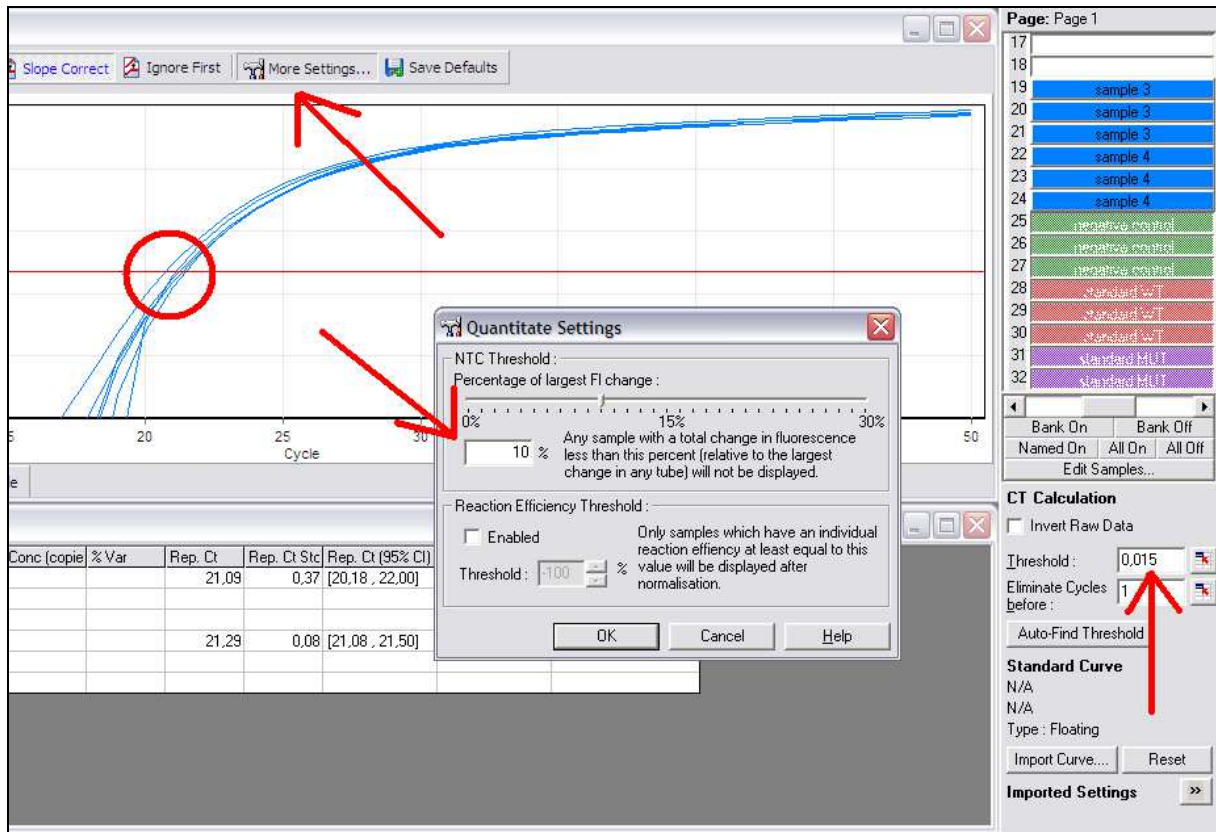 Slope Correct
Ignore First
More Settings...
Save Defaults
20
25
30
50
Cycle
e
Conc (copie
% Var
Rep. Ct
Rep. Ct Stc
Rep. Ct (95% CI)
21,09
0,37
[20,18 , 22,00]
21,29
0,08
[21,08 , 21,50]
Quantitate Settings
NTC Threshold :
Percentage of largest Fl change :
0%
15%
30%
10 %
Any sample with a total change in fluorescence
less than this percent (relative to the largest
change in any tube) will not be displayed.
Reaction Efficiency Threshold :
Enabled
Threshold : -100 %
Only samples which have an individual
reaction effiency at least equal to this
value will be displayed after
normalisation.
OK
Cancel
Help
Page: Page 1
17
18
19 sample 3
20 sample 3
21 sample 3
22 sample 4
23 sample 4
24 sample 4
25 negative control
26 negative control
27 negative control
28 standard WT
29 standard WT
30 standard WT
31 standard MUT
32 standard MUT
Bank On
Bank Off
Named On
All On
All Off
Edit Samples...
CT Calculation
Invert Raw Data
Threshold : 0,015
Eliminate Cycles
before : 1
Auto-Find Threshold
Standard Curve
N/A
N/A
Type : Floating
Import Curve....
Reset
Imported Settings
>>